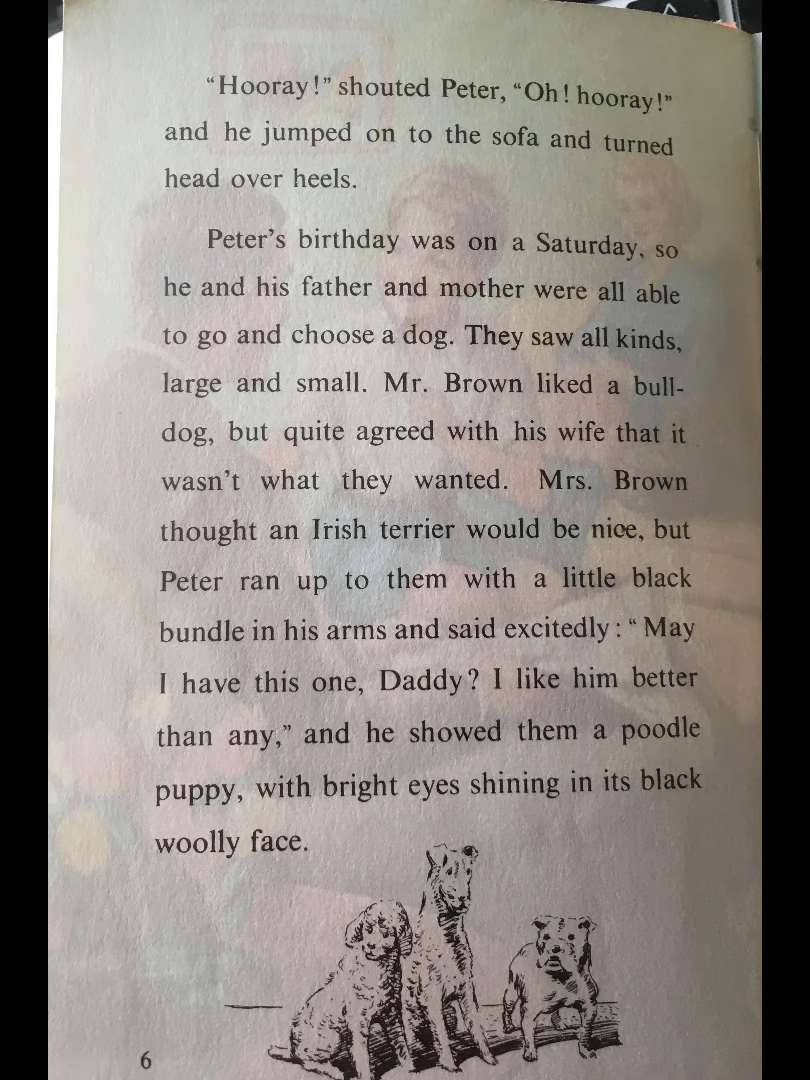 “Hooray!” shouted Peter, “Oh! hooray!”
and he jumped on to the sofa and turned
head over heels.
Peter’s birthday was on a Saturday, so
he and his father and mother were all able
to go and choose a dog. They saw all kinds,
large and small. Mr. Brown liked a bull-
dog, but quite agreed with his wife that it
wasn’t what they wanted. Mrs. Brown
thought an Irish terrier would be nice, but
Peter ran up to them with a little black
bundle in his arms and said excitedly: “May
I have this one, Daddy? I like him better
than any,” and he showed them a poodle
puppy, with bright eyes shining in its black
woolly face.
6